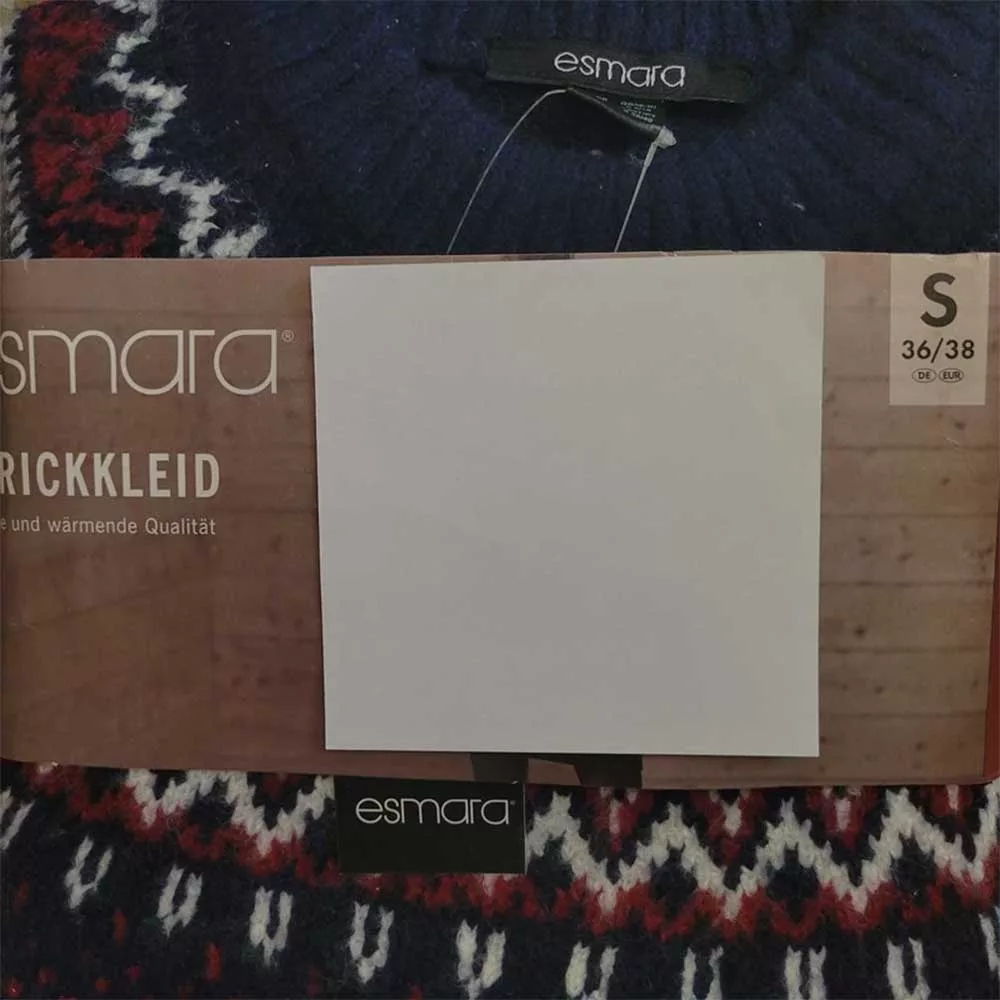 esmara
smara®
S
36/38
DE EUR
RICKKLEID
e und wärmende Qualität
esmara®